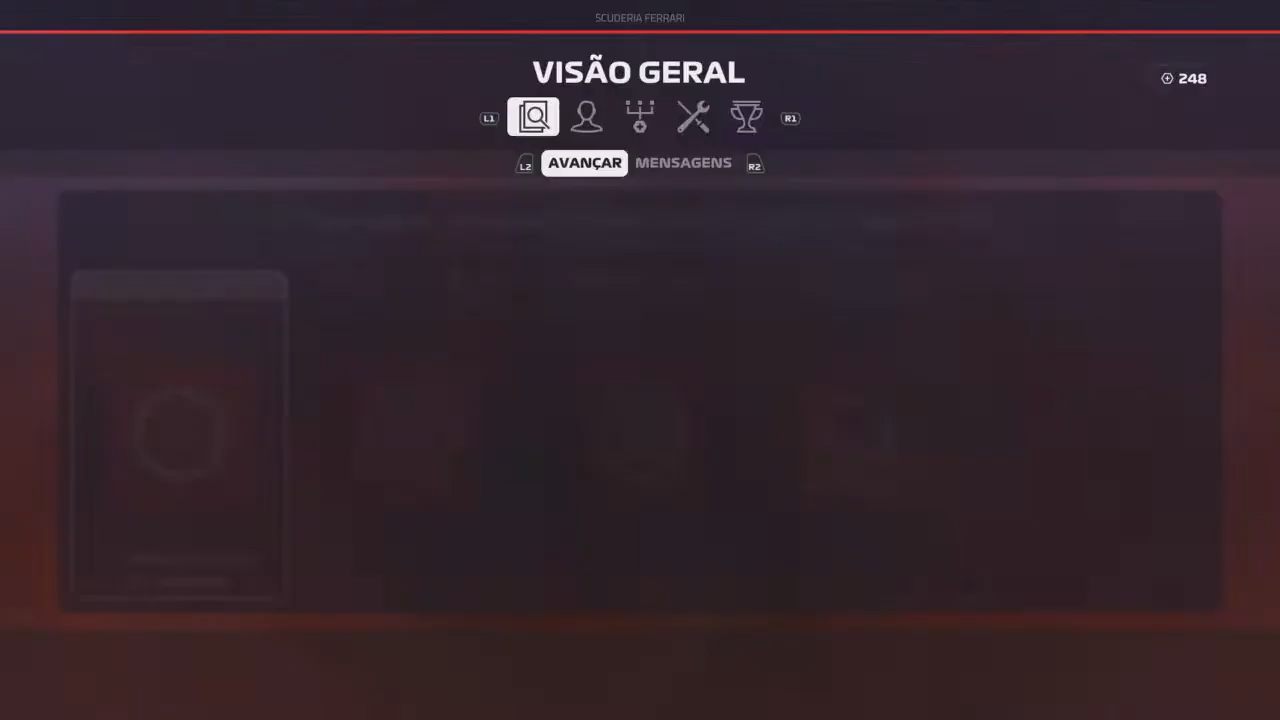 SCUDERIA FERRARI
VISÃO GERAL
248
L1 R1
L2 AVANÇAR MENSAGENS R2